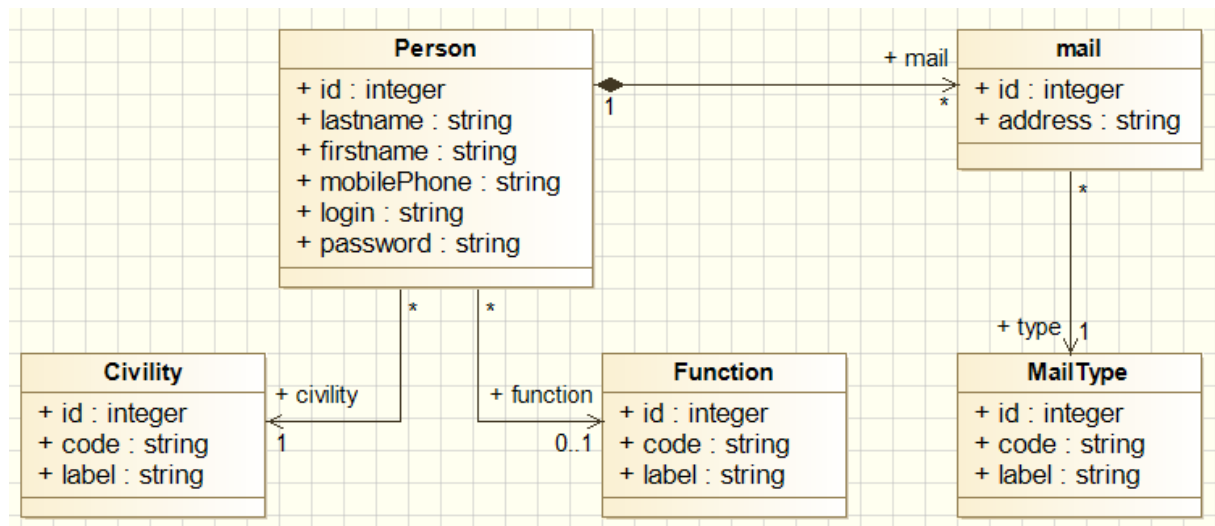 Person
+ id : integer
+ lastname : string
+ firstname : string
+ mobilePhone : string
+ login : string
+ password : string
1
+ mail
*
mail
+ id : integer
+ address : string
*
+ type
1
*
+ civility
1
*
+ function
0..1
Civility
+ id : integer
+ code : string
+ label : string
Function
+ id : integer
+ code : string
+ label : string
MailType
+ id : integer
+ code : string
+ label : string